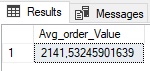 Results Messages
Avg_order_Value
1 2141,53245901639